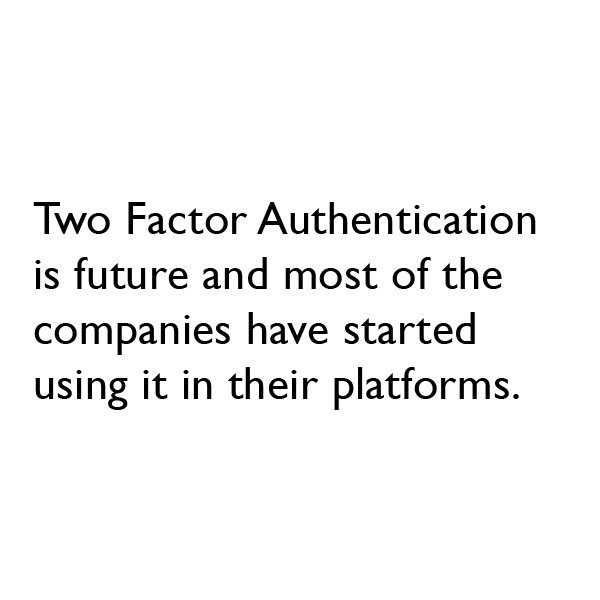 Two Factor Authentication
is future and most of the
companies have started
using it in their platforms.